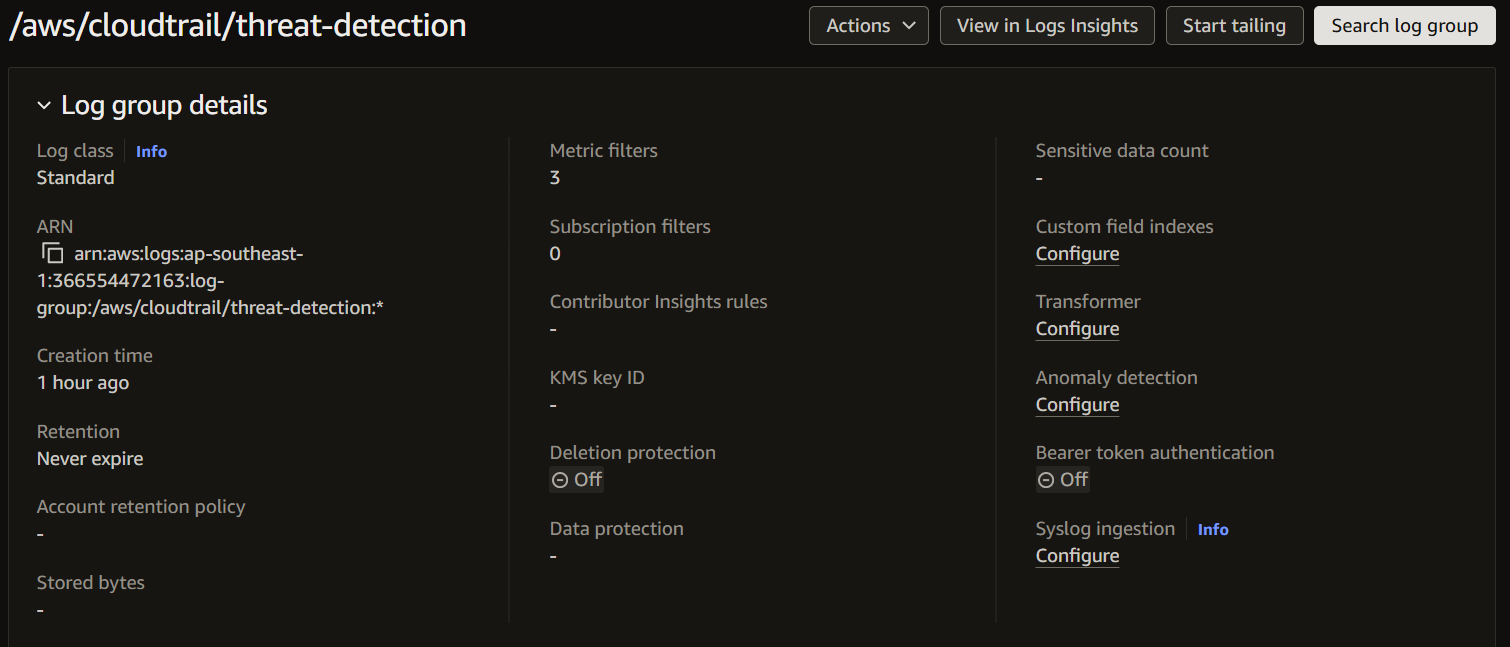 /aws/cloudtrail/threat-detection
Actions
View in Logs Insights
Start tailing
Search log group
Log group details
Log class
Info
Standard
ARN
arn:aws:logs:ap-southeast-
1:366554472163:log-
group:/aws/cloudtrail/threat-detection:*
Creation time
1 hour ago
Retention
Never expire
Account retention policy
-
Stored bytes
-
Metric filters
3
Subscription filters
0
Contributor Insights rules
-
KMS key ID
-
Deletion protection
Off
Data protection
-
Sensitive data count
-
Custom field indexes
Configure
Transformer
Configure
Anomaly detection
Configure
Bearer token authentication
Off
Syslog ingestion
Info
Configure